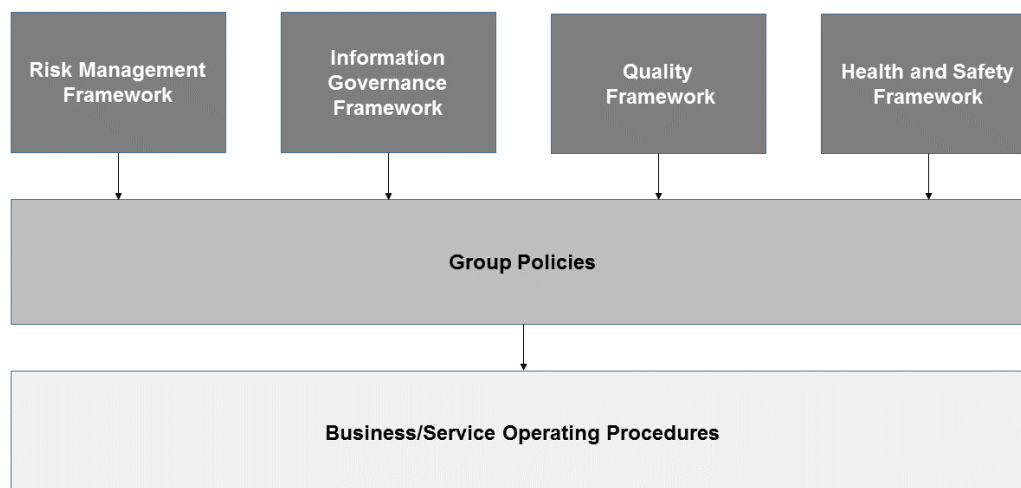 Risk Management
Framework
Information
Governance
Framework
Quality
Framework
Health and Safety
Framework
Group Policies
Business/Service Operating Procedures